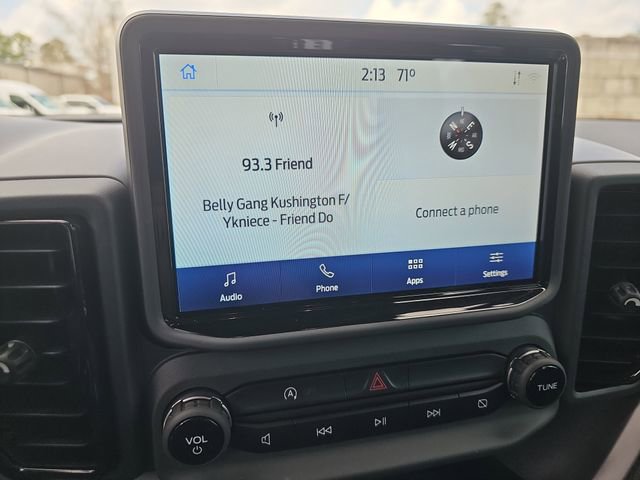 2:13 71°
93.3 Friend
Belly Gang Kushington F/
Ykniece - Friend Do
N E S W
Connect a phone
Audio Phone Apps Settings
A
VOL
TUNE